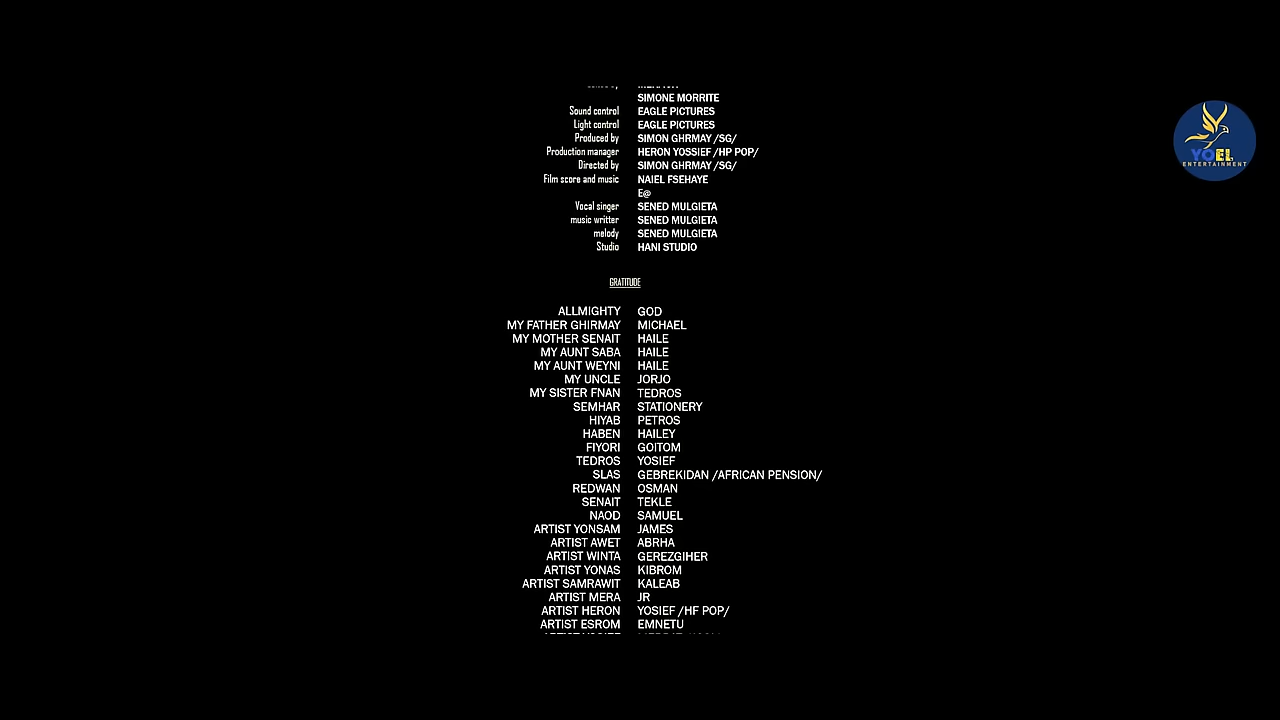 SIMONE MORRITE
Sound control EAGLE PICTURES
Light control EAGLE PICTURES
Produced by SIMON GHRMAY /SG/
Production manager HERON YOSSIEF /HP POP/
Directed by SIMON GHRMAY /SG/
Film score and music NAIEL FSEHAYE
E@
Vocal singer SENED MULGIETA
music writter SENED MULGIETA
melody SENED MULGIETA
Studio HANI STUDIO
GRATITUDE
ALLMIGHTY GOD
MY FATHER GHIRMAY MICHAEL
MY MOTHER SENAIT HAILE
MY AUNT SABA HAILE
MY AUNT WEYNI HAILE
MY UNCLE JORJO
MY SISTER FNAN TEDROS
SEMHAR STATIONERY
HIYAB PETROS
HABEN HAILEY
FIYORI GOITOM
TEDROS YOSIEF
SLAS GEBREKIDAN /AFRICAN PENSION/
REDWAN OSMAN
SENAIT TEKLE
NAOD SAMUEL
ARTIST YONSAM JAMES
ARTIST AWET ABRHA
ARTIST WINTA GEREZGIHER
ARTIST YONAS KIBROM
ARTIST SAMRAWIT KALEAB
ARTIST MERA JR
ARTIST HERON YOSIEF /HF POP/
ARTIST ESROM EMNETU
YOEL
ENTERTAINMENT